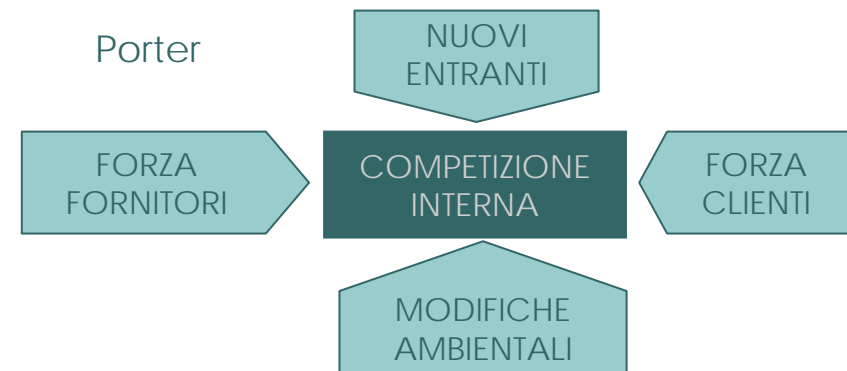 Porter
NUOVI
ENTRANTI
FORZA
FORNITORI
COMPETIZIONE
INTERNA
FORZA
CLIENTI
MODIFICHE
AMBIENTALI